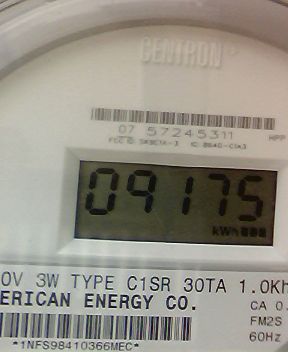 CENTRON
07 57245311
09175
kWh
0V 3W TYPE C1SR 30TA 1.0Kh
ERICAN ENERGY CO.
CA 0.
FM2S
60Hz
*1NFS98410366MEC*